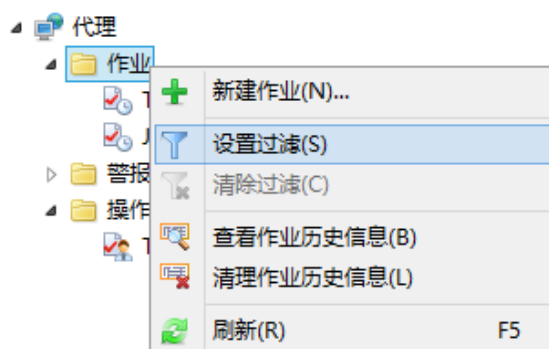 代理
作业
新建作业(N)...
设置过滤(S)
清除过滤(C)
警报
操作
查看作业历史信息(B)
清理作业历史信息(L)
刷新(R) F5